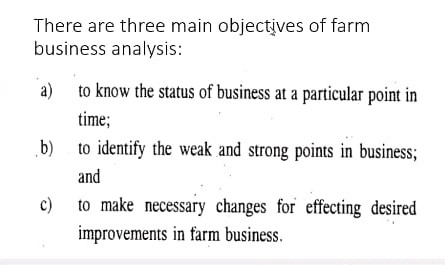 There are three main objectives of farm
business analysis:
a) to know the status of business at a particular point in
time;
b) to identify the weak and strong points in business;
and
c) to make necessary changes for effecting desired
improvements in farm business.